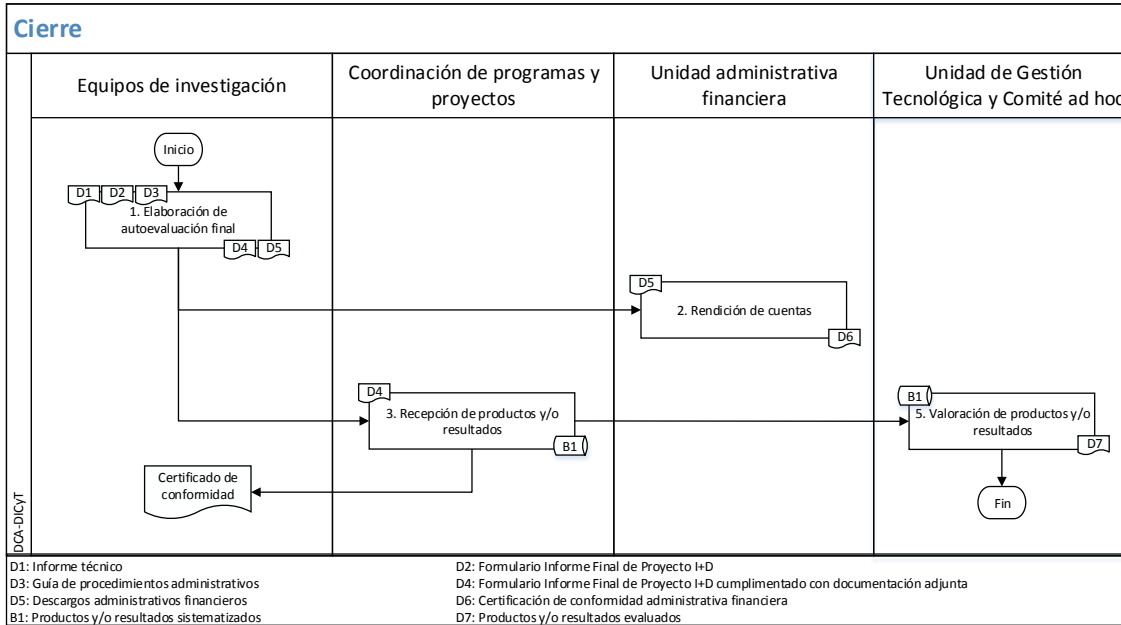 Cierre
Equipos de investigación
Coordinación de programas y
proyectos
Unidad administrativa
financiera
Unidad de Gestión
Tecnológica y Comité ad hoc
DCA-DICyT
Inicio
D1 D2 D3
1. Elaboración de
autoevaluación final
D4 D5
D5
2. Rendición de cuentas
D6
D4
3. Recepción de productos y/o
resultados
B1
B1
5. Valoración de productos y/o
resultados
D7
Certificado de
conformidad
Fin
D1: Informe técnico
D2: Formulario Informe Final de Proyecto I+D
D3: Guía de procedimientos administrativos
D4: Formulario Informe Final de Proyecto I+D cumplimentado con documentación adjunta
D5: Descargos administrativos financieros
D6: Certificación de conformidad administrativa financiera
B1: Productos y/o resultados sistematizados
D7: Productos y/o resultados evaluados